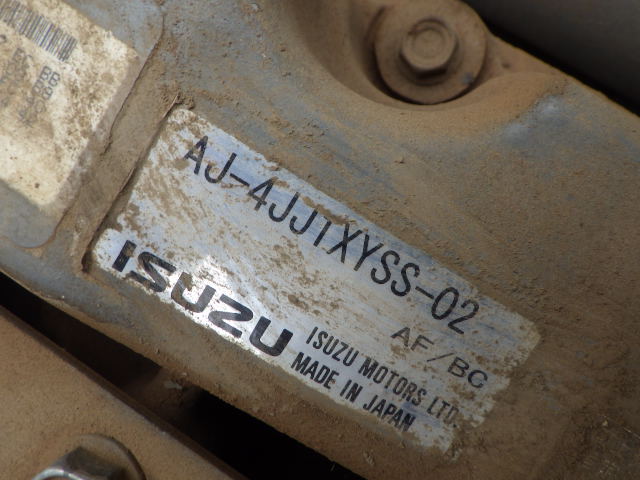 AJ-4JJ1XYSS-02
AF/BC
ISUZU
ISUZU MOTORS LTD.
MADE IN JAPAN